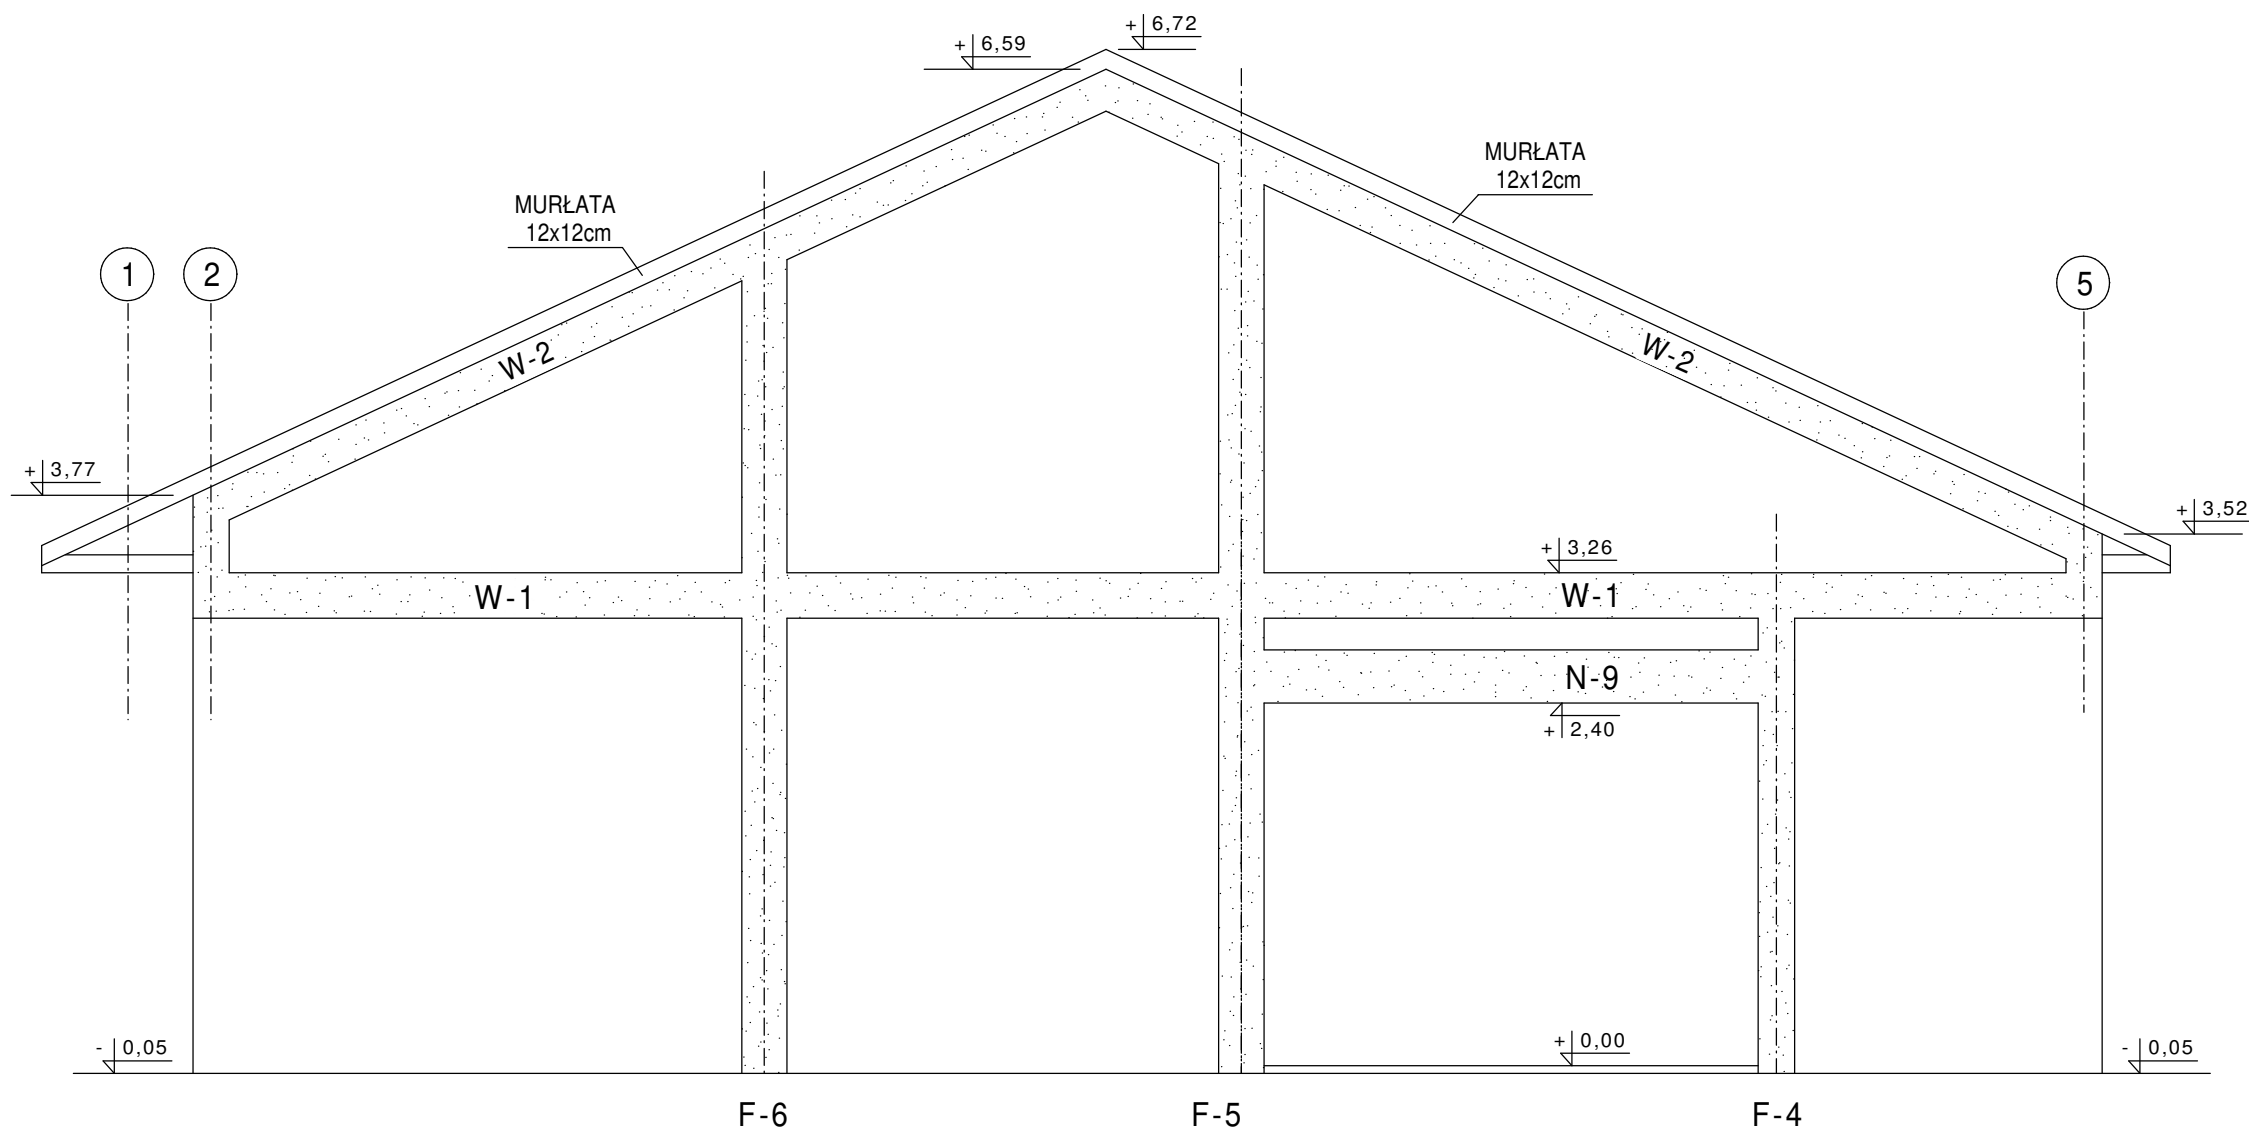 + 6,72
+ 6,59
MURŁATA
12x12cm
MURŁATA
12x12cm
1
2
5
W-2
W-2
+ 3,77
+ 3,52
+ 3,26
W-1
W-1
N-9
+ 2,40
+ 0,00
- 0,05
- 0,05
F-6
F-5
F-4